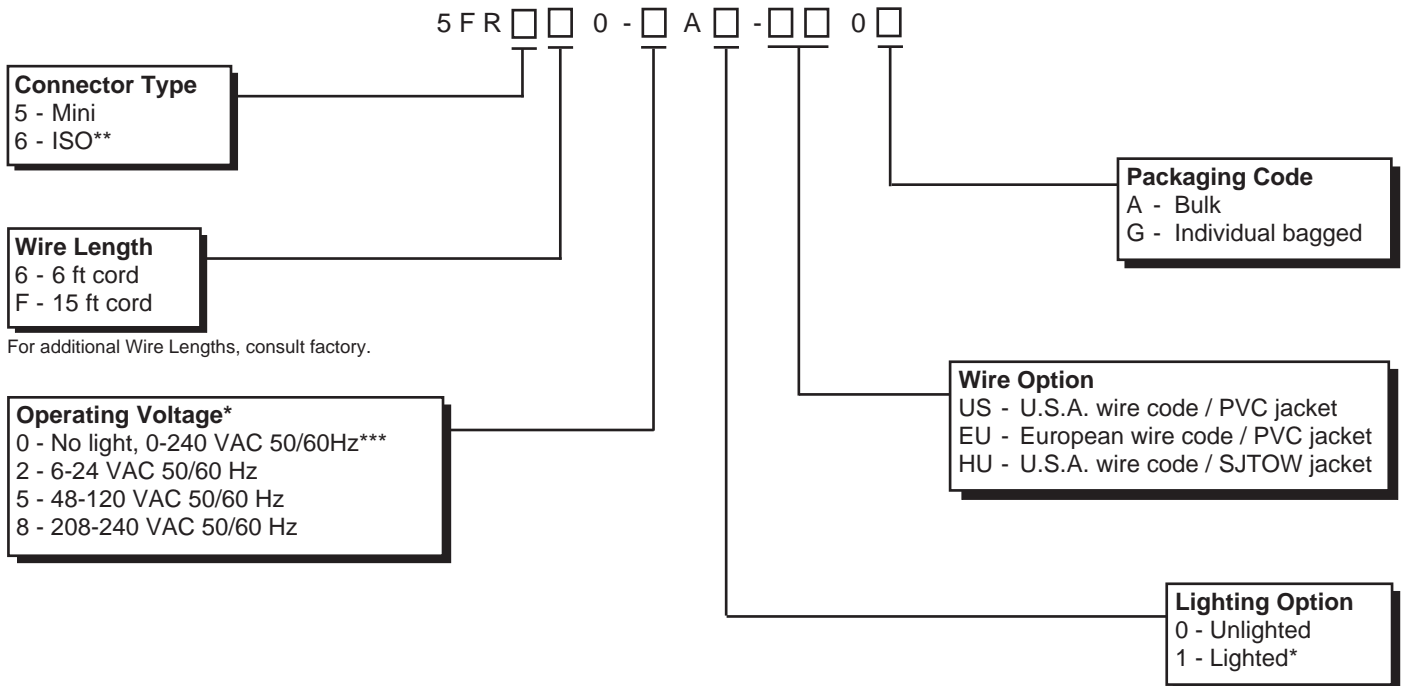 5 F R □ □ 0 - □ A □ - □ □ 0 □
Connector Type
5 - Mini
6 - ISO**
Wire Length
6 - 6 ft cord
F - 15 ft cord
For additional Wire Lengths, consult factory.
Operating Voltage*
0 - No light, 0-240 VAC 50/60Hz***
2 - 6-24 VAC 50/60 Hz
5 - 48-120 VAC 50/60 Hz
8 - 208-240 VAC 50/60 Hz
Packaging Code
A - Bulk
G - Individual bagged
Wire Option
US - U.S.A. wire code / PVC jacket
EU - European wire code / PVC jacket
HU - U.S.A. wire code / SJTOW jacket
Lighting Option
0 - Unlighted
1 - Lighted*